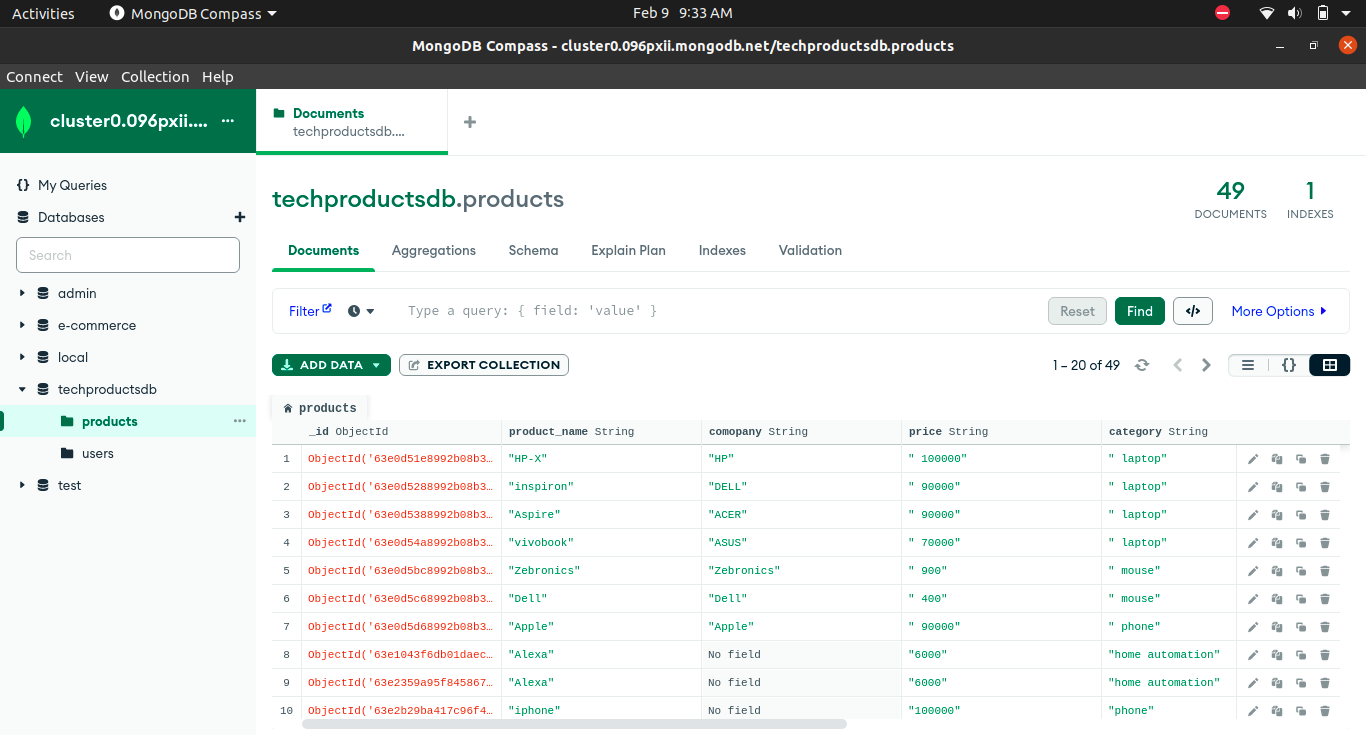 Activities MongoDB Compass Feb 9 9:33 AM
MongoDB Compass - cluster0.096pxii.mongodb.net/techproductsdb.products
Connect View Collection Help
cluster0.096pxii.... ···
Documents
techproductsdb....
+
My Queries
Databases +
Search
admin
e-commerce
local
techproductsdb
products ···
users
test
techproductsdb.products
49 DOCUMENTS
1 INDEXES
Documents Aggregations Schema Explain Plan Indexes Validation
Filter Type a query: { field: 'value' } Reset Find </> More Options
ADD DATA EXPORT COLLECTION 1 – 20 of 49 {}
products
_id ObjectId product_name String comopany String price String category String
1 ObjectId('63e0d51e8992b08b3… "HP-X" "HP" " 100000" " laptop"
2 ObjectId('63e0d5288992b08b3… "inspiron" "DELL" " 90000" " laptop"
3 ObjectId('63e0d5388992b08b3… "Aspire" "ACER" " 90000" " laptop"
4 ObjectId('63e0d54a8992b08b3… "vivobook" "ASUS" " 70000" " laptop"
5 ObjectId('63e0d5bc8992b08b3… "Zebronics" "Zebronics" " 900" " mouse"
6 ObjectId('63e0d5c68992b08b3… "Dell" "Dell" " 400" " mouse"
7 ObjectId('63e0d5d68992b08b3… "Apple" "Apple" " 90000" " phone"
8 ObjectId('63e1043f6db01daec… "Alexa" No field "6000" "home automation"
9 ObjectId('63e2359a95f845867… "Alexa" No field "6000" "home automation"
10 ObjectId('63e2b29ba417c96f4… "iphone" No field "100000" "phone"